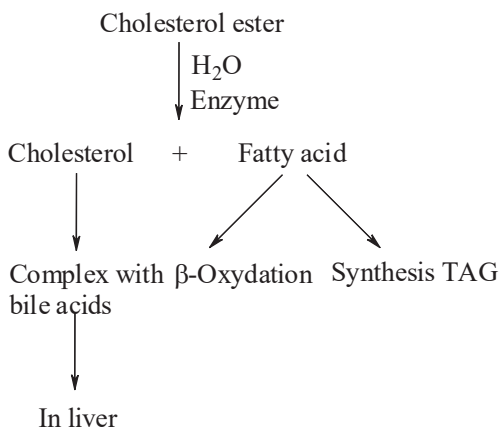 Cholesterol ester
H₂O
Enzyme
Cholesterol + Fatty acid
Complex with β-Oxydation Synthesis TAG
bile acids
In liver